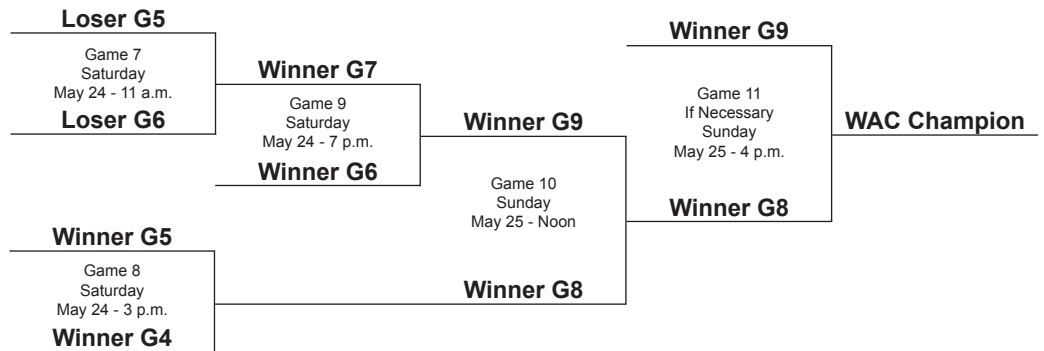 Loser G5
Game 7
Saturday
May 24 - 11 a.m.
Loser G6
Winner G7
Game 9
Saturday
May 24 - 7 p.m.
Winner G6
Winner G5
Game 8
Saturday
May 24 - 3 p.m.
Winner G4
Winner G9
Game 10
Sunday
May 25 - Noon
Winner G8
Winner G9
Game 11
If Necessary
Sunday
May 25 - 4 p.m.
Winner G8
WAC Champion